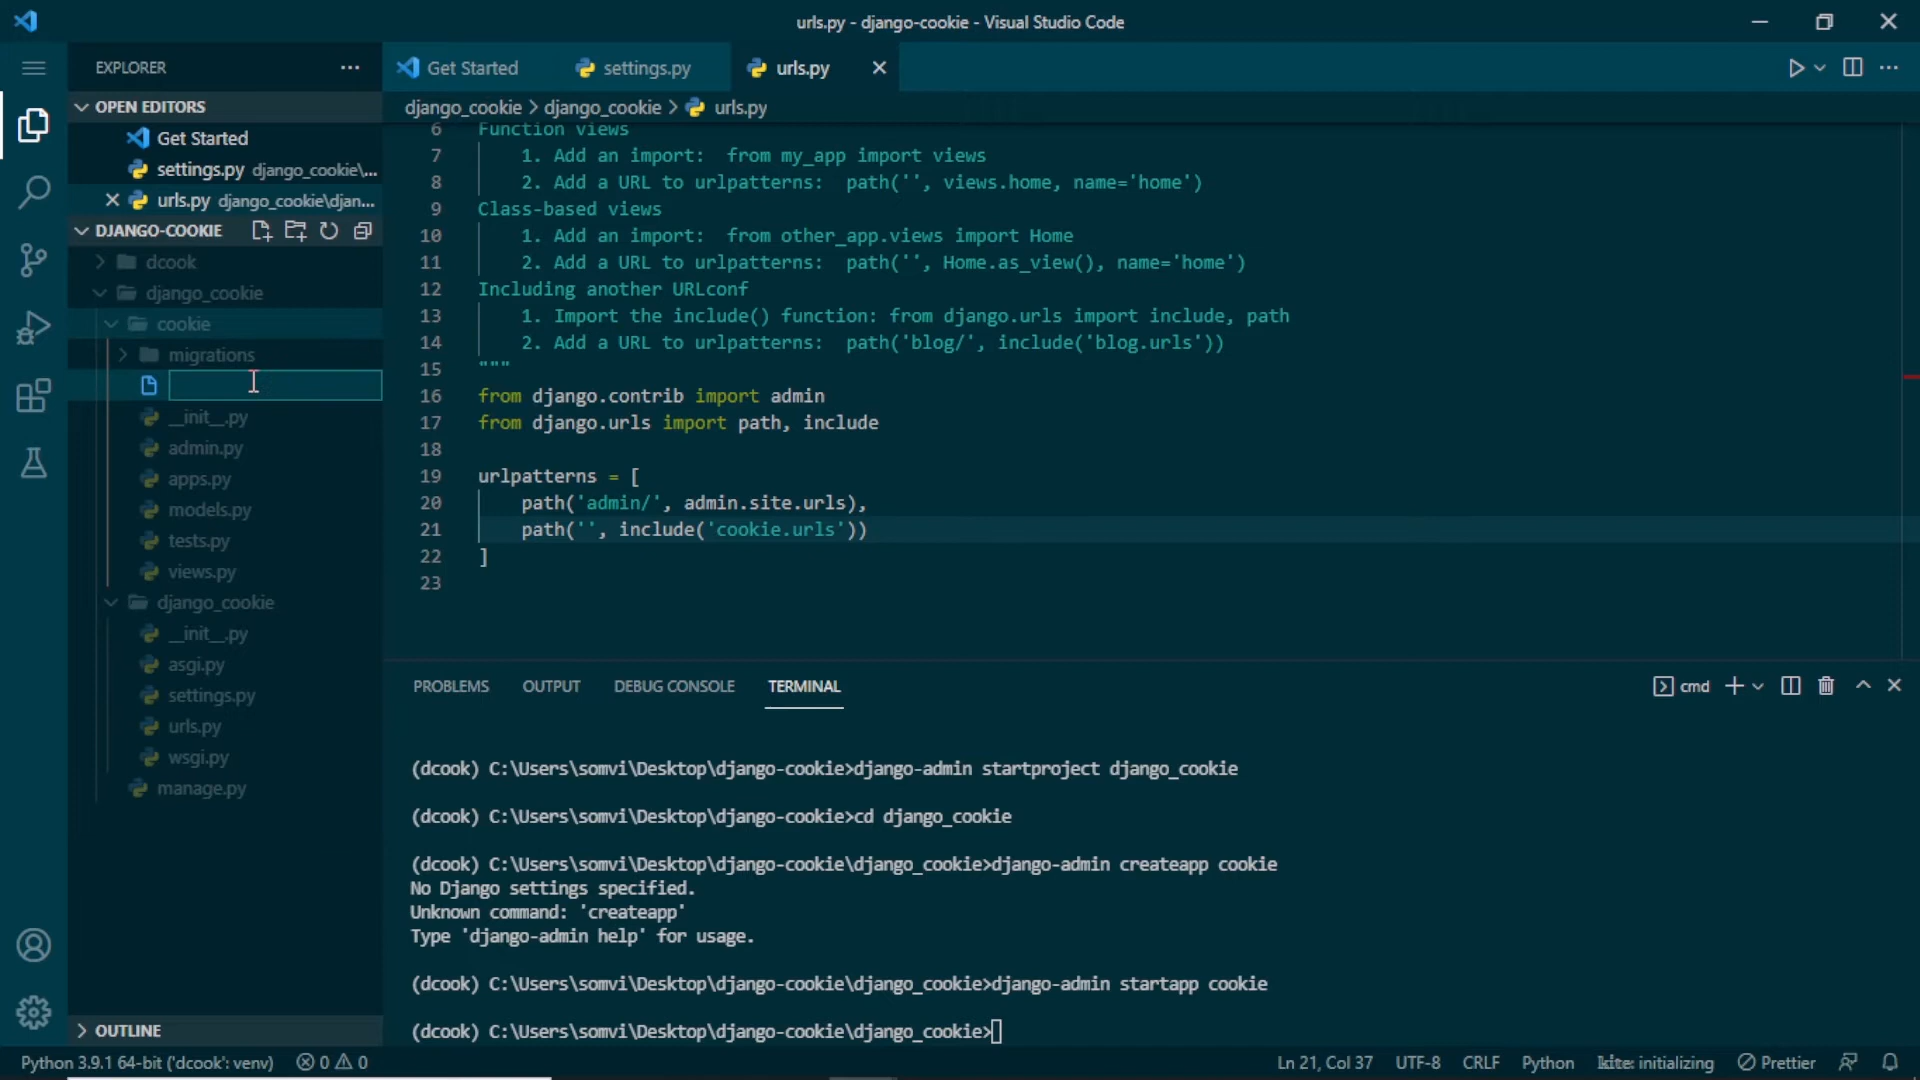 urls.py - django-cookie - Visual Studio Code
EXPLORER
Get Started
settings.py
urls.py
OPEN EDITORS
Get Started
settings.py django_cookie\...
urls.py django_cookie\djan...
DJANGO-COOKIE
dcook
django_cookie
cookie
migrations
__init__.py
admin.py
apps.py
models.py
tests.py
views.py
django_cookie
__init__.py
asgi.py
settings.py
urls.py
wsgi.py
manage.py
OUTLINE
django_cookie > django_cookie > urls.py
6 Function views
7 1. Add an import:  from my_app import views
8 2. Add a URL to urlpatterns:  path('', views.home, name='home')
9 Class-based views
10 1. Add an import:  from other_app.views import Home
11 2. Add a URL to urlpatterns:  path('', Home.as_view(), name='home')
12 Including another URLconf
13 1. Import the include() function: from django.urls import include, path
14 2. Add a URL to urlpatterns:  path('blog/', include('blog.urls'))
15 """
16 from django.contrib import admin
17 from django.urls import path, include
18
19 urlpatterns = [
20 path('admin/', admin.site.urls),
21 path('', include('cookie.urls'))
22 ]
23
PROBLEMS OUTPUT DEBUG CONSOLE TERMINAL
cmd
(dcook) C:\Users\somvi\Desktop\django-cookie>django-admin startproject django_cookie
(dcook) C:\Users\somvi\Desktop\django-cookie>cd django_cookie
(dcook) C:\Users\somvi\Desktop\django-cookie\django_cookie>django-admin createapp cookie
No Django settings specified.
Unknown command: 'createapp'
Type 'django-admin help' for usage.
(dcook) C:\Users\somvi\Desktop\django-cookie\django_cookie>django-admin startapp cookie
(dcook) C:\Users\somvi\Desktop\django-cookie\django_cookie>
Python 3.9.1 64-bit ('dcook': venv) 0 0 Ln 21, Col 37 UTF-8 CRLF Python initializing Prettier